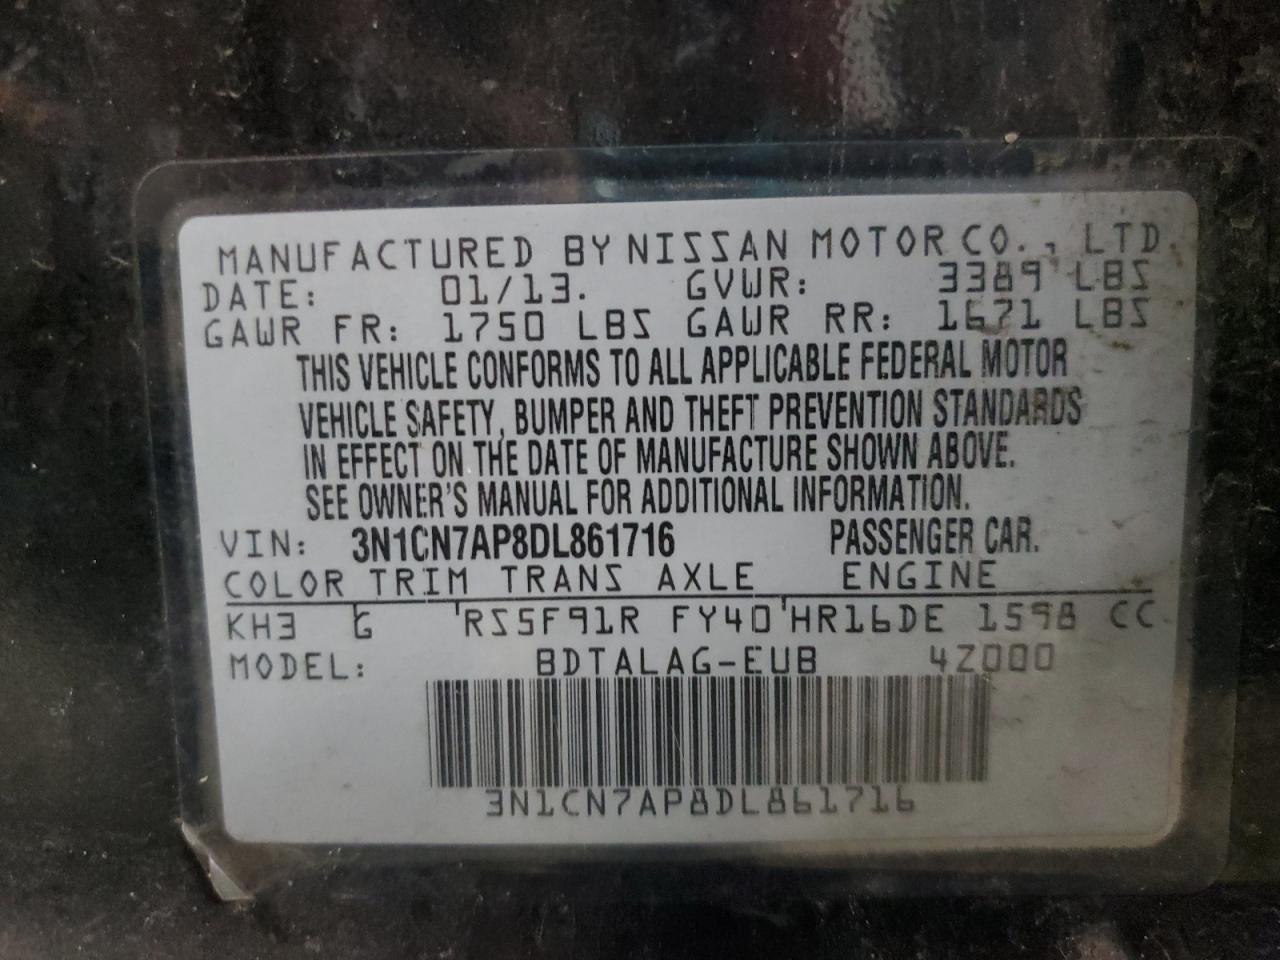 MANUFACTURED BY NISSAN MOTOR CO., LTD.
DATE: 01/13. GVWR: 3389 LBS
GAWR FR: 1750 LBS GAWR RR: 1671 LBS
THIS VEHICLE CONFORMS TO ALL APPLICABLE FEDERAL MOTOR
VEHICLE SAFETY, BUMPER AND THEFT PREVENTION STANDARDS
IN EFFECT ON THE DATE OF MANUFACTURE SHOWN ABOVE.
SEE OWNER'S MANUAL FOR ADDITIONAL INFORMATION.
VIN: 3N1CN7AP8DL861716 PASSENGER CAR.
COLOR TRIM TRANS AXLE ENGINE
KH3 G RS5F91R FY40 HR16DE 1598 CC
MODEL: BDTALAG-EUB 4Z000
3N1CN7AP8DL861716